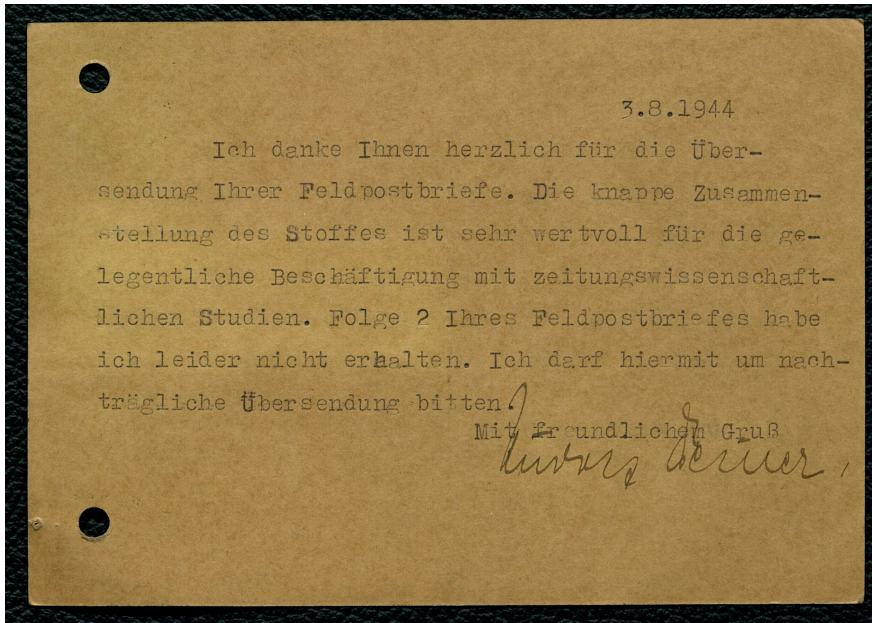 3.8.1944
Ich danke Ihnen herzlich für die Über-
sendung Ihrer Feldpostbriefe. Die knappe Zusammen-
stellung des Stoffes ist sehr wertvoll für die ge-
legentliche Beschäftigung mit zeitungswissenschaft-
lichen Studien. Folge 2 Ihres Feldpostbriefes habe
ich leider nicht erhalten. Ich darf hiermit um nach-
trägliche Übersendung bitten.
Mit freundlichem Gruß
Rudolf